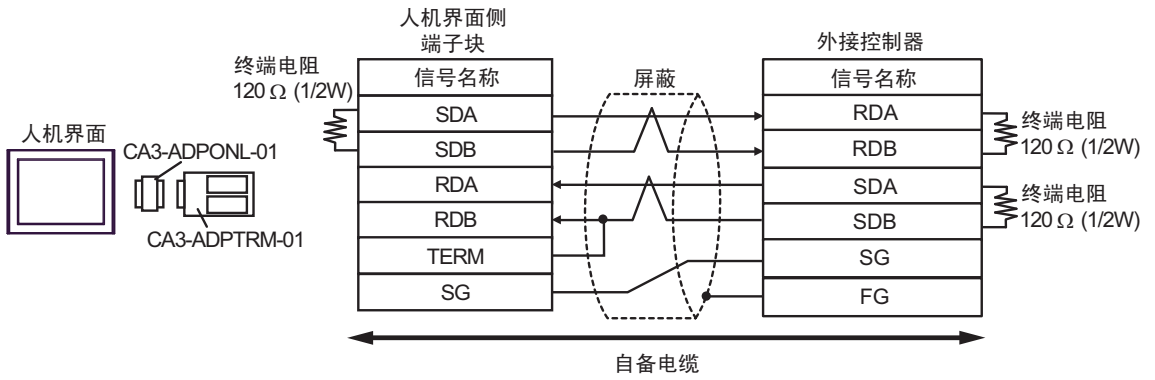 人机界面侧
端子块
外接控制器
终端电阻
120 Ω (1/2W)
信号名称
屏蔽
信号名称
SDA
RDA
终端电阻
120 Ω (1/2W)
人机界面
CA3-ADPONL-01
SDB
RDB
RDA
SDA
终端电阻
120 Ω (1/2W)
CA3-ADPTRM-01
RDB
SDB
TERM
SG
SG
FG
自备电缆